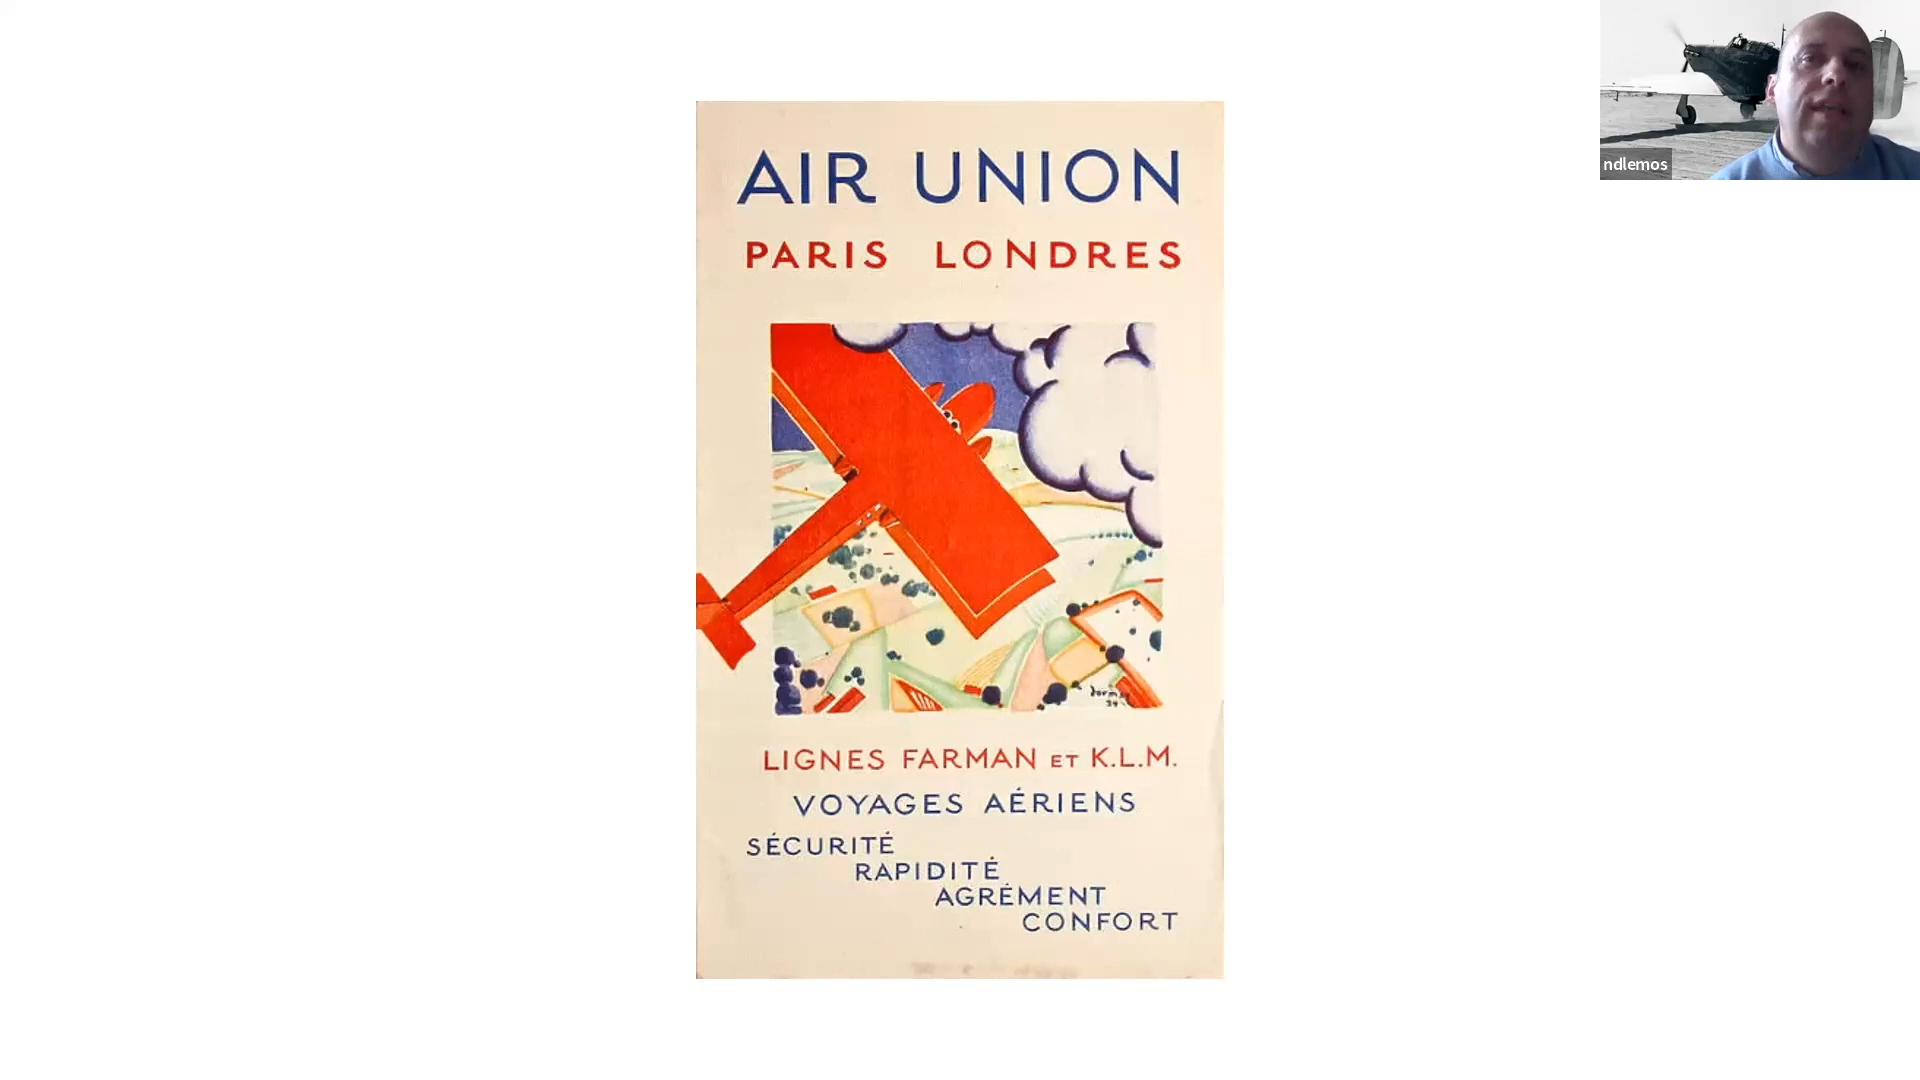 AIR UNION
PARIS LONDRES
LIGNES FARMAN ET K.L.M.
VOYAGES AÉRIENS
SÉCURITÉ
RAPIDITÉ
AGRÉMENT
CONFORT
ndlemos